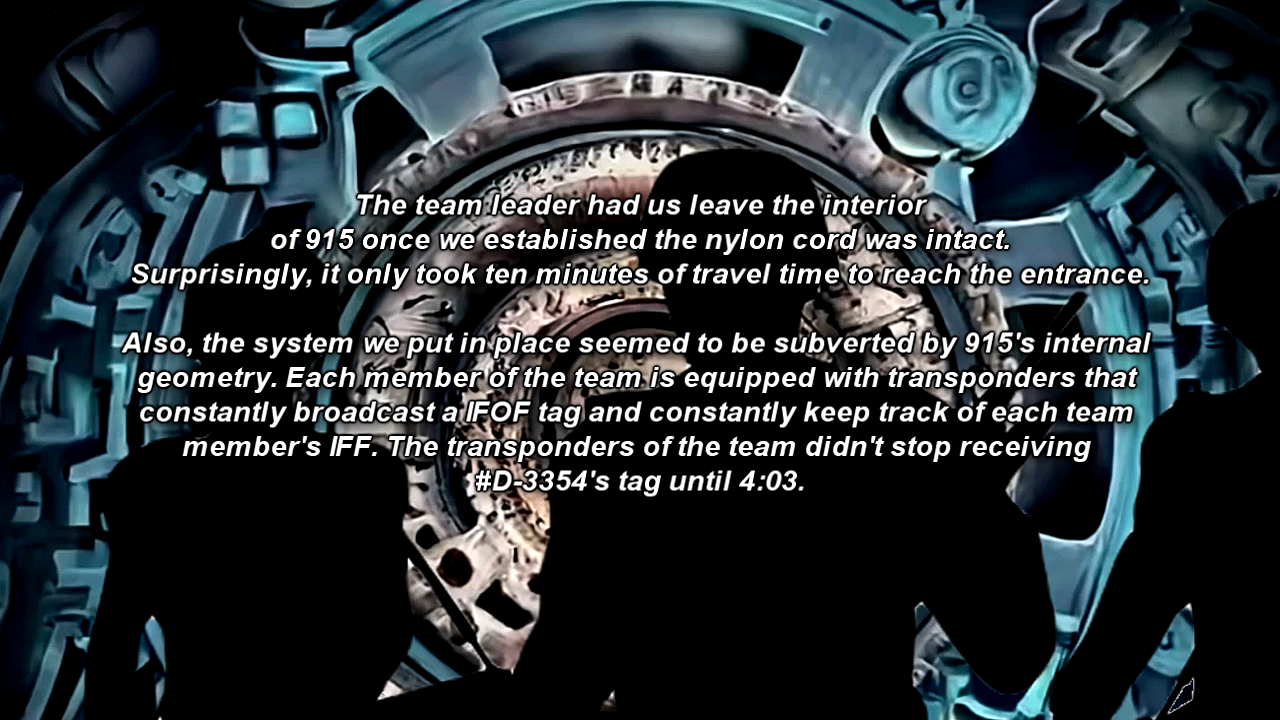 The team leader had us leave the interior
of 915 once we established the nylon cord was intact.
Surprisingly, it only took ten minutes of travel time to reach the entrance.
Also, the system we put in place seemed to be subverted by 915's internal
geometry. Each member of the team is equipped with transponders that
constantly broadcast a IFOF tag and constantly keep track of each team
member's IFF. The transponders of the team didn't stop receiving
#D-3354's tag until 4:03.